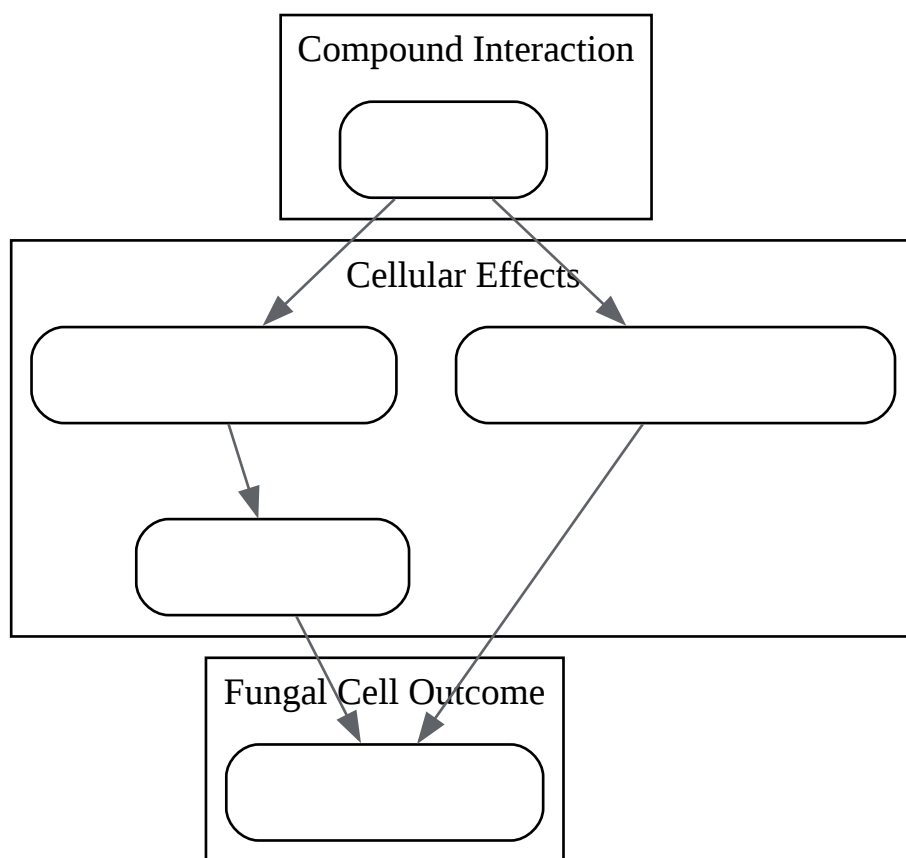 Compound Interaction
Cellular Effects
Fungal Cell Outcome